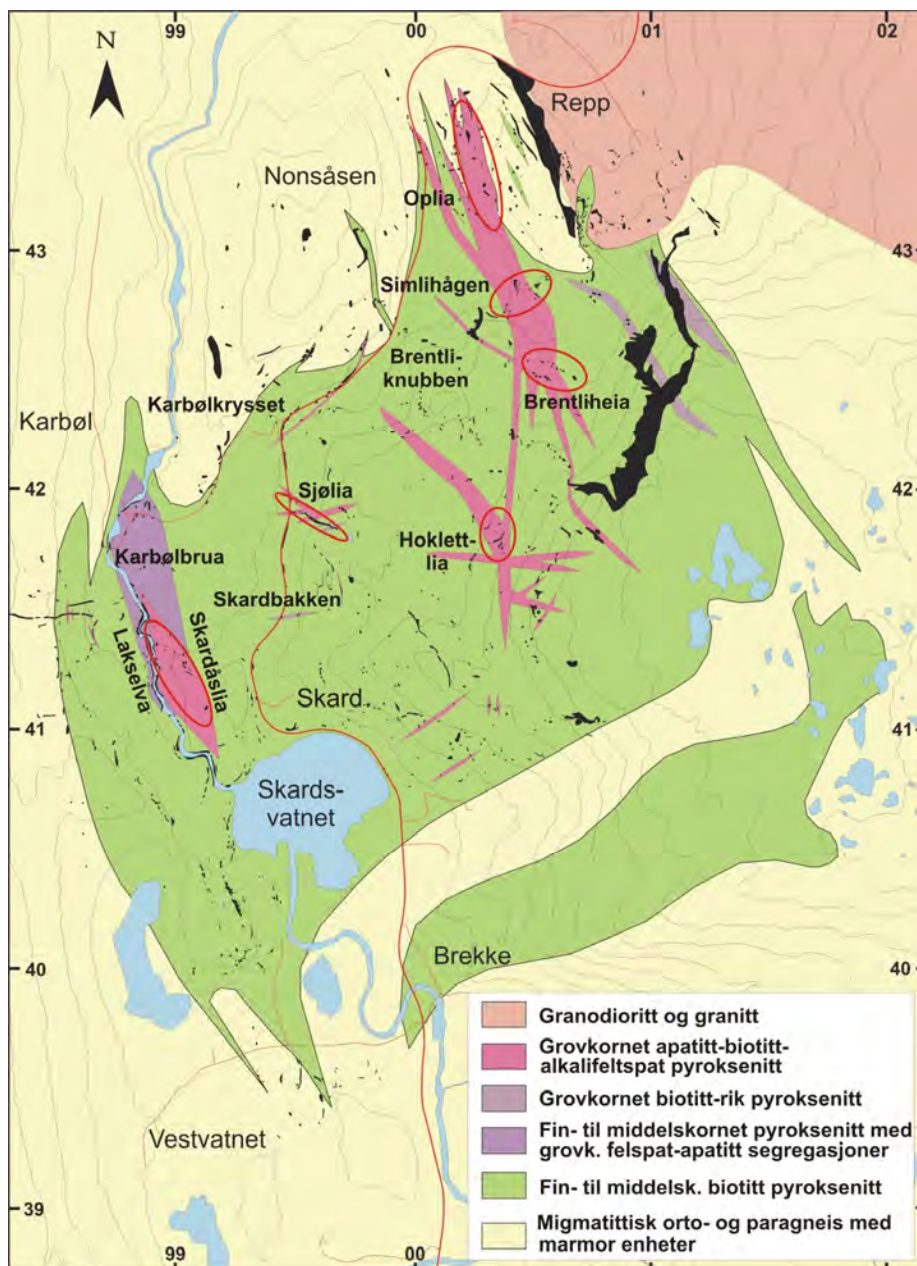 99
00
01
02
N
Repp
Nonsåsen
Oplia
43
43
Simlihågen
Brentli-
knubben
Karbølkrysset
Brentliheia
Karbøl
42
42
Sjølia
Hoklett-
lia
Karbølbrua
Skardbakken
Skardåslia
Lakselva
Skard
41
41
Skards-
vatnet
Brekke
40
40
Vestvatnet
39
99
00
Granodioritt og granitt
Grovkornet apatitt-biotitt-
alkalifeltspat pyroksenitt
Grovkornet biotitt-rik pyroksenitt
Fin- til middelskornet pyroksenitt med
grovk. felspat-apatitt segregasjoner
Fin- til middelsk. biotitt pyroksenitt
Migmatittisk orto- og paragneis med
marmor enheter